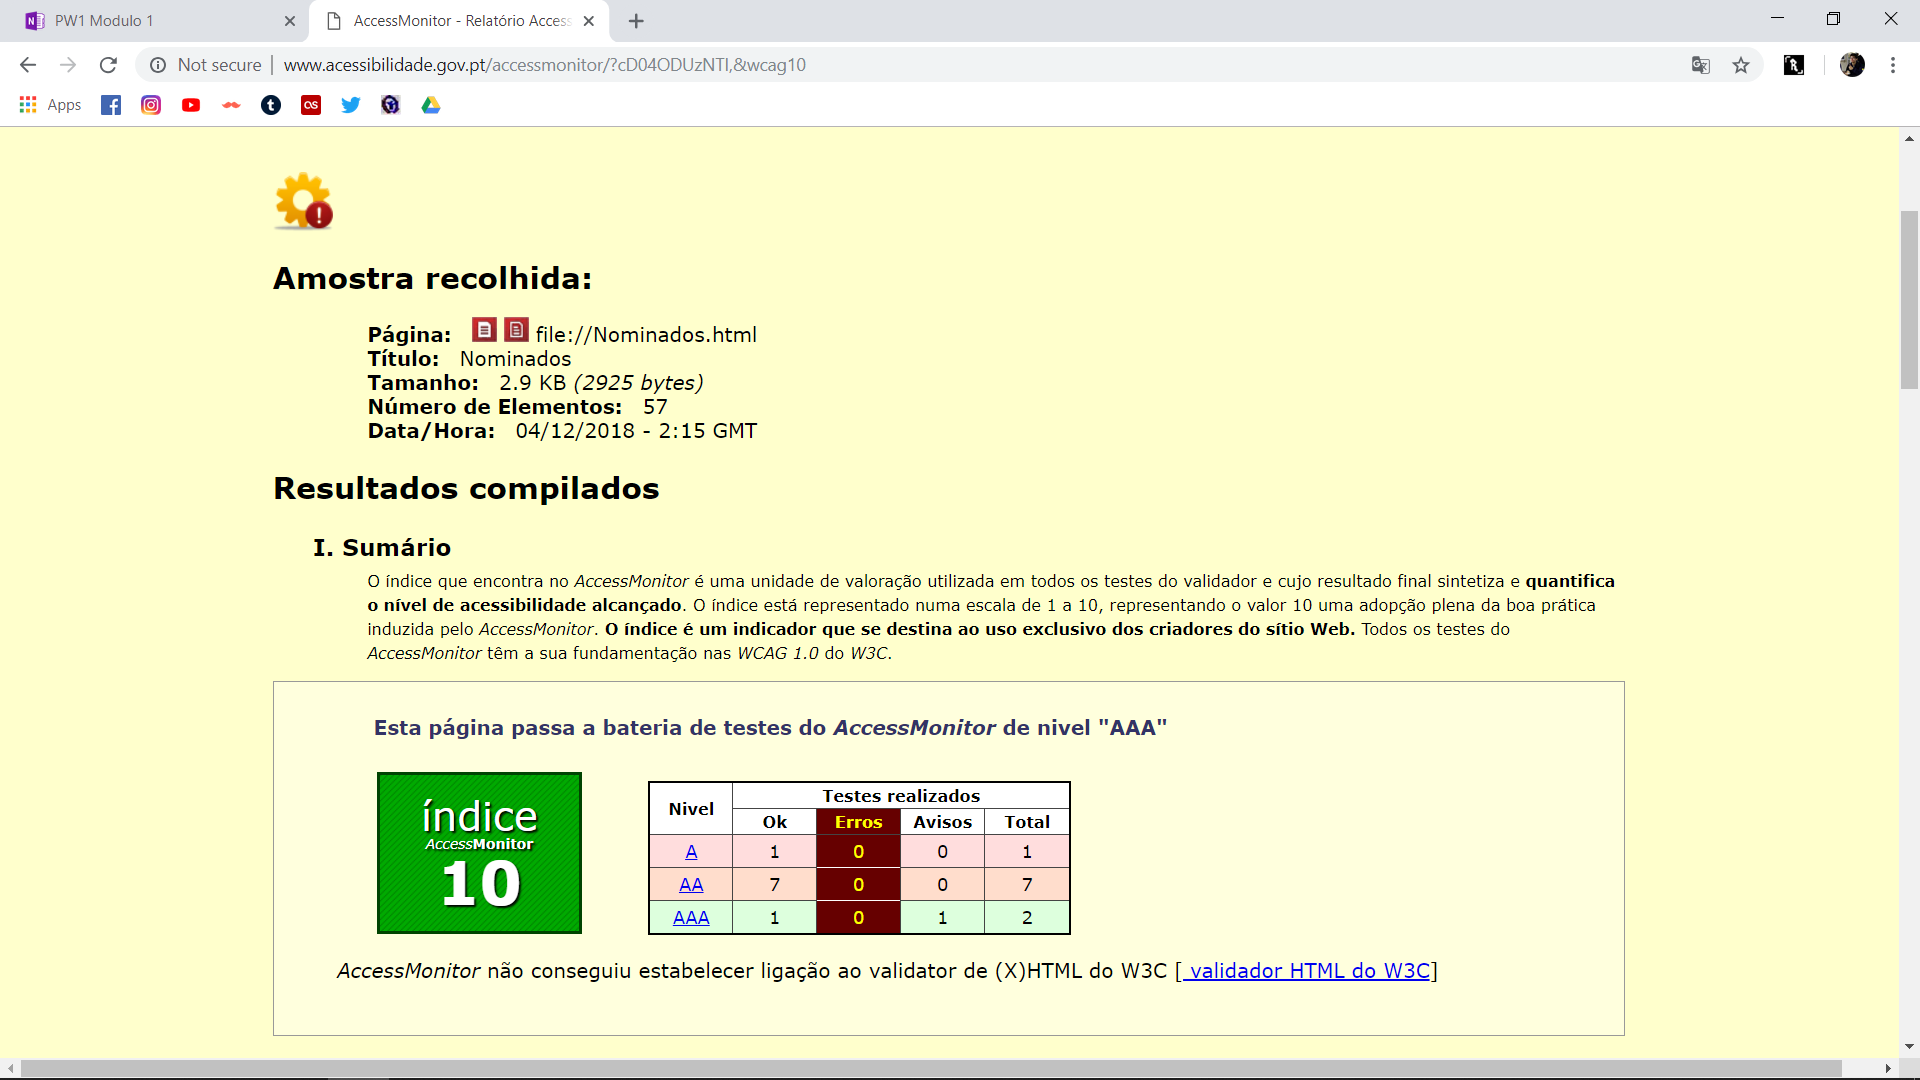 PW1 Modulo 1
AccessMonitor - Relatório Access
Not secure | www.acessibilidade.gov.pt/accessmonitor/?cD04ODUzNTI,&wcag10
Apps
Amostra recolhida:
Página: file://Nominados.html
Título: Nominados
Tamanho: 2.9 KB (2925 bytes)
Número de Elementos: 57
Data/Hora: 04/12/2018 - 2:15 GMT
Resultados compilados
I. Sumário
O índice que encontra no AccessMonitor é uma unidade de valoração utilizada em todos os testes do validador e cujo resultado final sintetiza e quantifica
o nível de acessibilidade alcançado. O índice está representado numa escala de 1 a 10, representando o valor 10 uma adopção plena da boa prática
induzida pelo AccessMonitor. O índice é um indicador que se destina ao uso exclusivo dos criadores do sítio Web. Todos os testes do
AccessMonitor têm a sua fundamentação nas WCAG 1.0 do W3C.
Esta página passa a bateria de testes do AccessMonitor de nivel "AAA"
índice
AccessMonitor
10
Nivel Testes realizados
Ok Erros Avisos Total
A 1 0 0 1
AA 7 0 0 7
AAA 1 0 1 2
AccessMonitor não conseguiu estabelecer ligação ao validator de (X)HTML do W3C [ validador HTML do W3C]